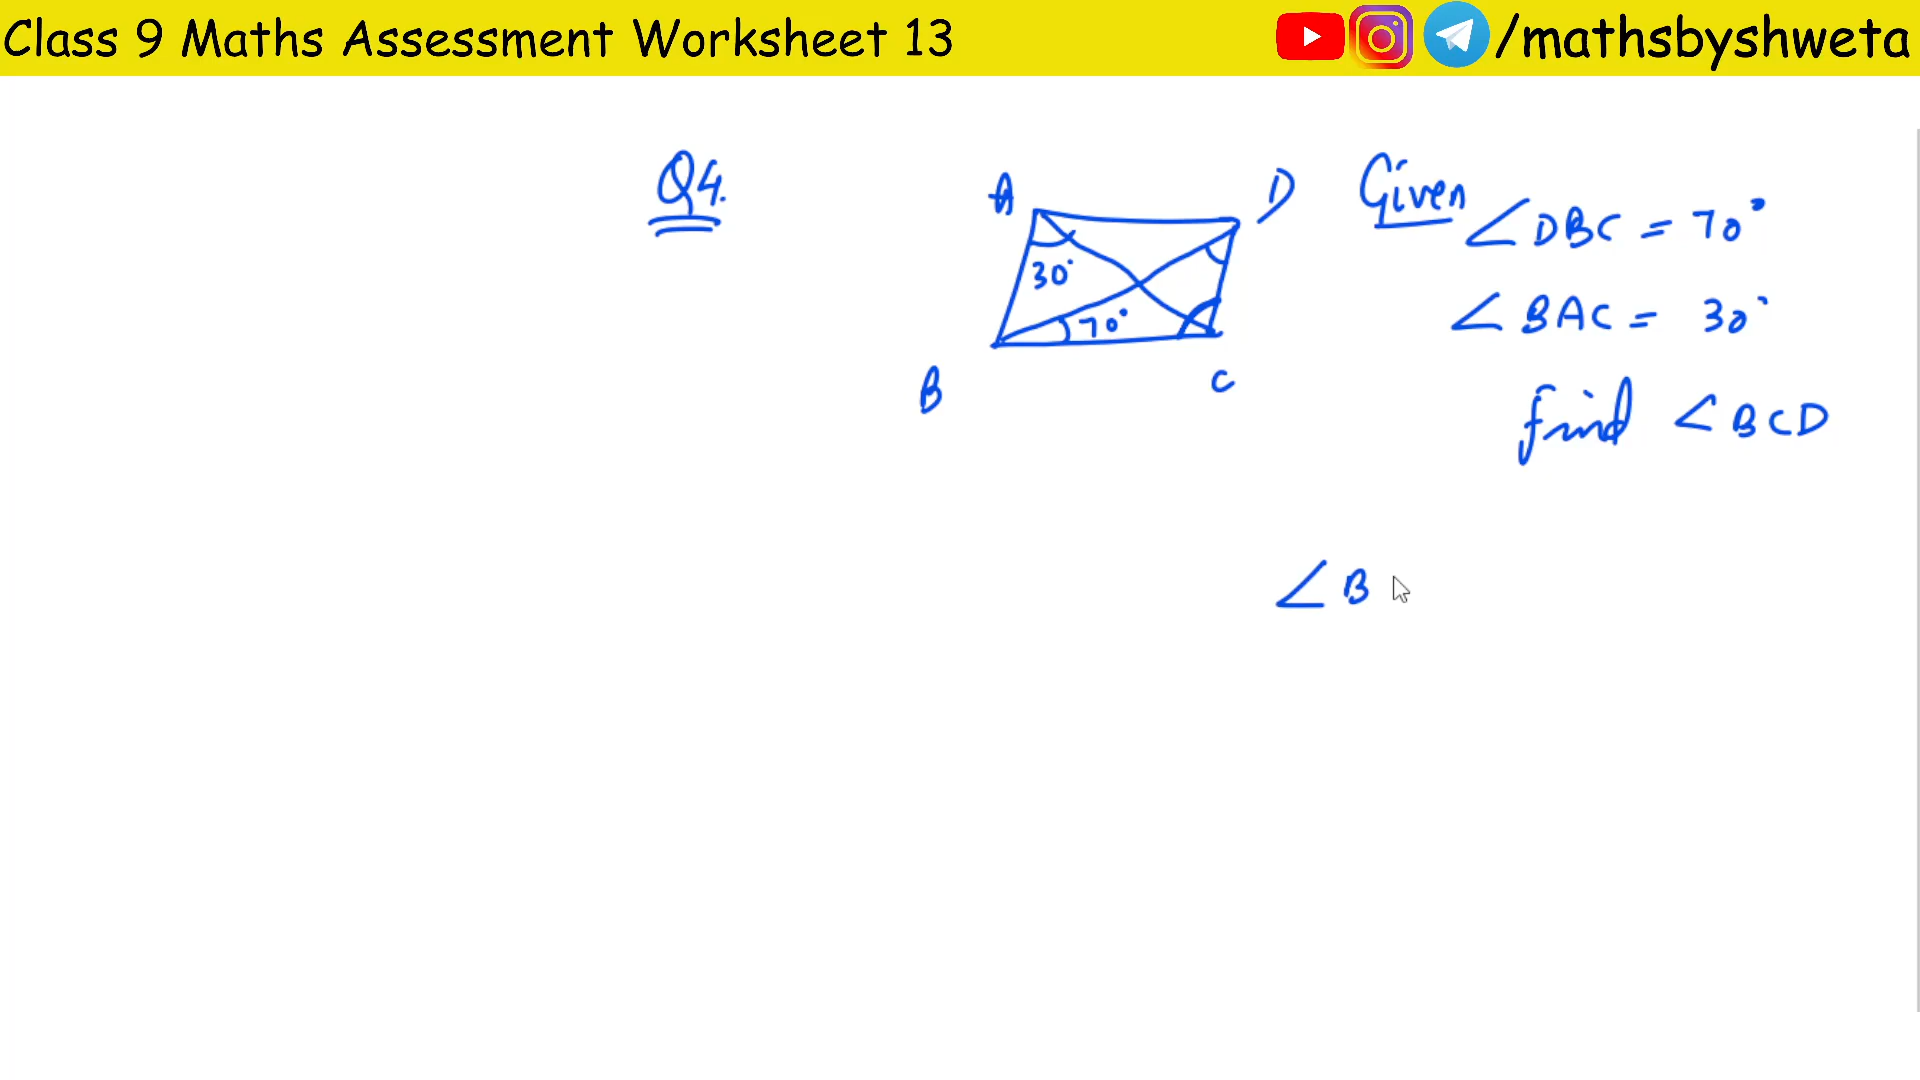 Class 9 Maths Assessment Worksheet 13
/mathsbyshweta
Q4.
A
D
30°
70°
B
C
Given
∠DBC = 70°
∠BAC = 30°
find ∠BCD
∠B